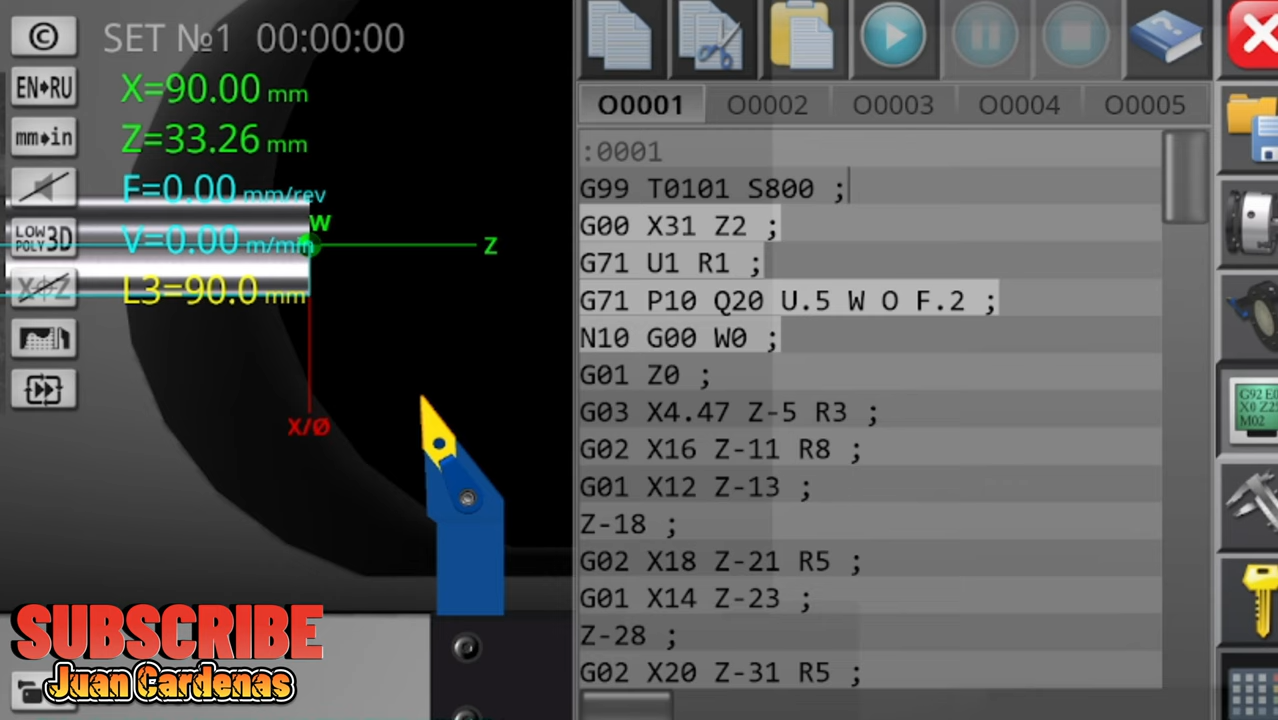 ©
SET №1 00:00:00
EN➧RU
X=90.00 mm
mm➧in
Z=33.26 mm
F=0.00 mm/rev
W
LOW POLY 3D
V=0.00 m/min
Z
X Z
L3=90.0 mm
X/Ø
SUBSCRIBE
Juan Cardenas
O0001 O0002 O0003 O0004 O0005
:0001
G99 T0101 S800 ;
G00 X31 Z2 ;
G71 U1 R1 ;
G71 P10 Q20 U.5 W O F.2 ;
N10 G00 W0 ;
G01 Z0 ;
G03 X4.47 Z-5 R3 ;
G02 X16 Z-11 R8 ;
G01 X12 Z-13 ;
Z-18 ;
G02 X18 Z-21 R5 ;
G01 X14 Z-23 ;
Z-28 ;
G02 X20 Z-31 R5 ;
?
G92
X0 Z
M02